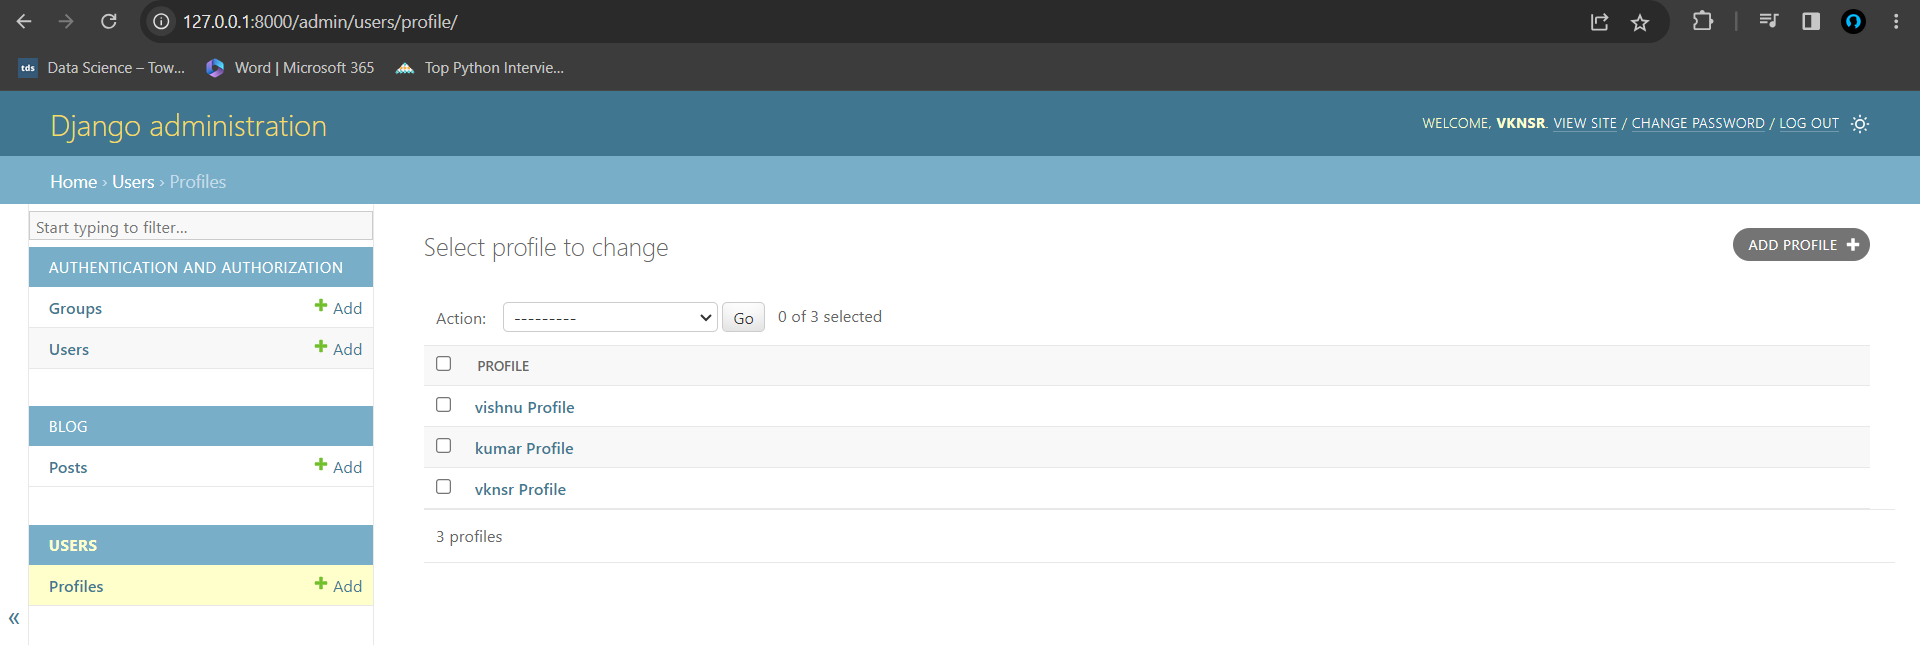 127.0.0.1:8000/admin/users/profile/
tds Data Science – Tow... Word | Microsoft 365 Top Python Intervie...
Django administration
WELCOME, VKNSR. VIEW SITE / CHANGE PASSWORD / LOG OUT
Home › Users › Profiles
Start typing to filter...
AUTHENTICATION AND AUTHORIZATION
Groups + Add
Users + Add
BLOG
Posts + Add
USERS
Profiles + Add
«
Select profile to change
ADD PROFILE +
Action: --------- Go 0 of 3 selected
PROFILE
vishnu Profile
kumar Profile
vknsr Profile
3 profiles